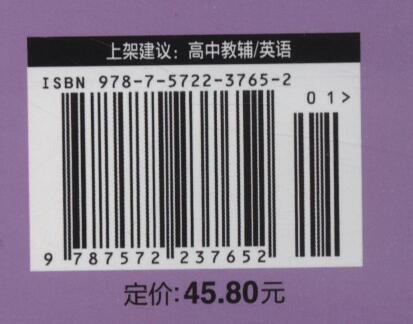 上架建议：高中教辅/英语
ISBN 978-7-5722-3765-2
01>
9 787572 237652
定价：45.80元